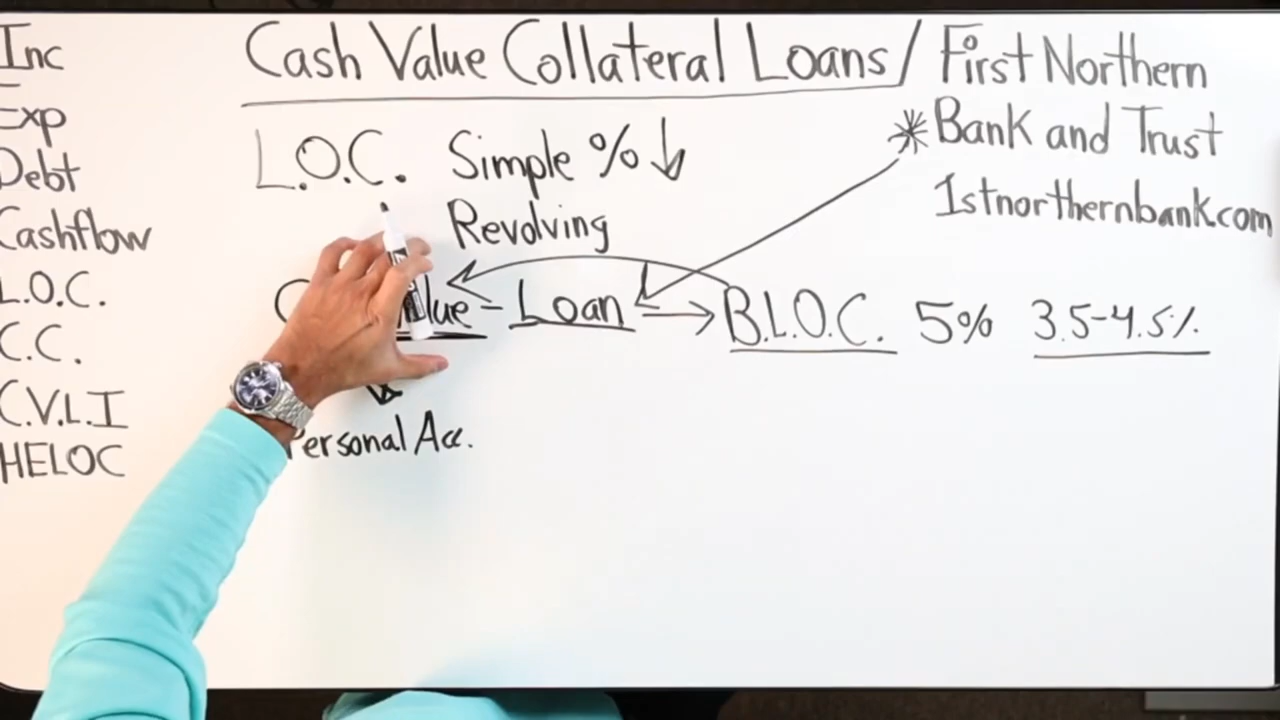 Inc
Exp
Debt
Cashflow
L.O.C.
C.C.
C.V.L.I
HELOC
Cash Value Collateral Loans/
First Northern
Bank and Trust
1stnorthernbank.com
L.O.C. Simple %
Revolving
Loan B.L.O.C. 5% 3.5-4.5%
Personal Acc.